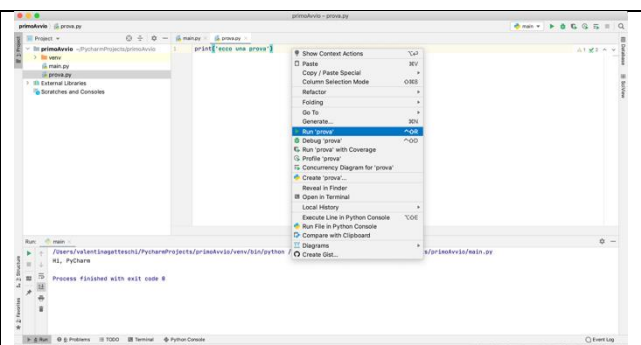 primoAvvio – prova.py
primoAvvio
prova.py
main
Project
main.py
prova.py
primoAvvio ~/PycharmProjects/primoAvvio
venv
main.py
prova.py
External Libraries
Scratches and Consoles
1
print('ecco una prova')
Show Context Actions
Paste ⌘V
Copy / Paste Special
Column Selection Mode ⇧⌘8
Refactor
Folding
Go To
Generate... ⌘N
Run 'prova' ^⇧R
Debug 'prova' ^⇧D
Run 'prova' with Coverage
Profile 'prova'
Concurrency Diagram for 'prova'
Create 'prova'...
Reveal in Finder
Open in Terminal
Local History
Execute Line in Python Console ⌥⇧E
Run File in Python Console
Compare with Clipboard
Diagrams
Create Gist...
Database
SciView
Structure
Favorites
Run:
main
/Users/valentinagatteschi/PycharmProjects/primoAvvio/venv/bin/python
s/primoAvvio/main.py
Hi, PyCharm
Process finished with exit code 0
Run
Problems
TODO
Terminal
Python Console
Event Log